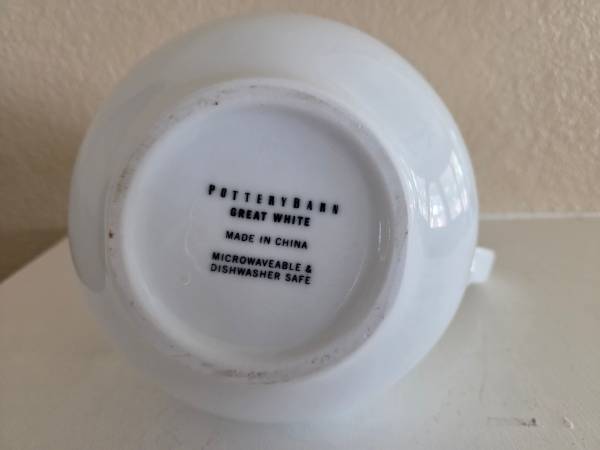 POTTERYBARN
GREAT WHITE
MADE IN CHINA
MICROWAVEABLE &
DISHWASHER SAFE